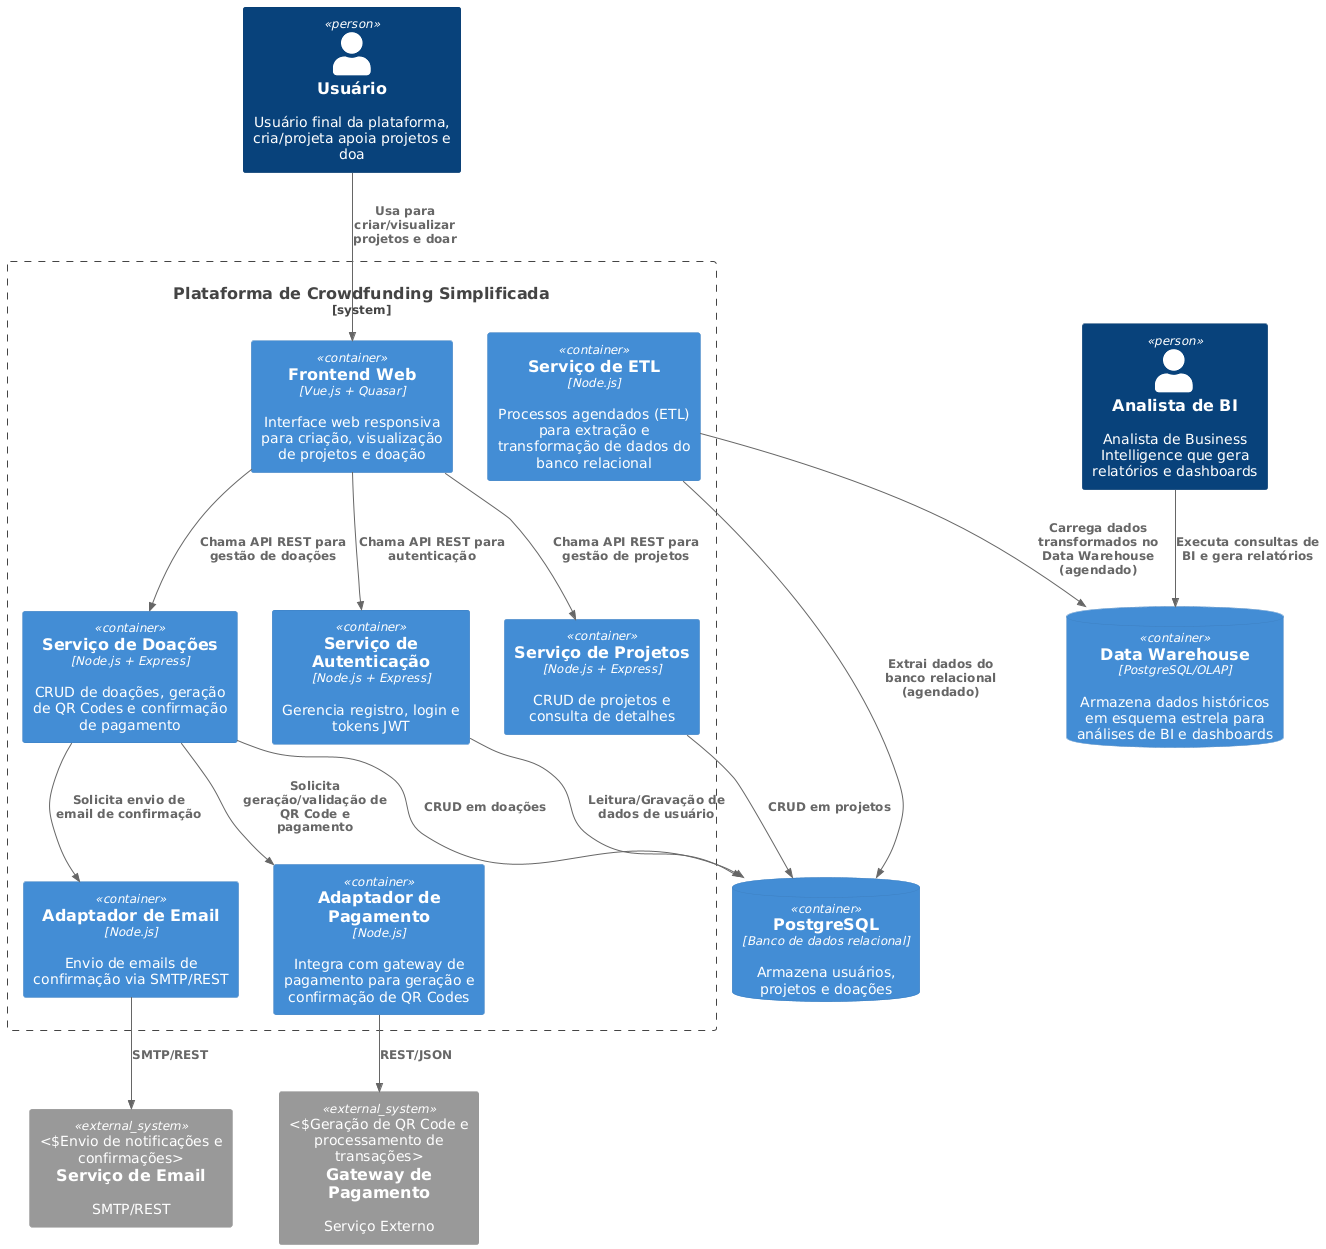 «person»
Usuário
Usuário final da plataforma,
cria/projeta apoia projetos e
doa
Usa para
criar/visualizar
projetos e doar
Plataforma de Crowdfunding Simplificada
[system]
«container»
Frontend Web
[Vue.js + Quasar]
Interface web responsiva
para criação, visualização
de projetos e doação
«container»
Serviço de ETL
[Node.js]
Processos agendados (ETL)
para extração e
transformação de dados do
banco relacional
«person»
Analista de BI
Analista de Business
Intelligence que gera
relatórios e dashboards
Chama API REST para
gestão de doações
Chama API REST para
autenticação
Chama API REST para
gestão de projetos
Carrega dados
transformados no
Data Warehouse
(agendado)
Executa consultas de
BI e gera relatórios
«container»
Serviço de Doações
[Node.js + Express]
CRUD de doações, geração
de QR Codes e confirmação
de pagamento
«container»
Serviço de
Autenticação
[Node.js + Express]
Gerencia registro, login e
tokens JWT
«container»
Serviço de Projetos
[Node.js + Express]
CRUD de projetos e
consulta de detalhes
Extrai dados do
banco relacional
(agendado)
«container»
Data Warehouse
[PostgreSQL/OLAP]
Armazena dados históricos
em esquema estrela para
análises de BI e dashboards
Solicita envio de
email de confirmação
Solicita
geração/validação de
QR Code e
pagamento
CRUD em doações
Leitura/Gravação de
dados de usuário
CRUD em projetos
«container»
Adaptador de Email
[Node.js]
Envio de emails de
confirmação via SMTP/REST
«container»
Adaptador de
Pagamento
[Node.js]
Integra com gateway de
pagamento para geração e
confirmação de QR Codes
«container»
PostgreSQL
[Banco de dados relacional]
Armazena usuários,
projetos e doações
SMTP/REST
REST/JSON
«external_system»
<$Envio de notificações e
confirmações>
Serviço de Email
SMTP/REST
«external_system»
<$Geração de QR Code e
processamento de
transações>
Gateway de
Pagamento
Serviço Externo